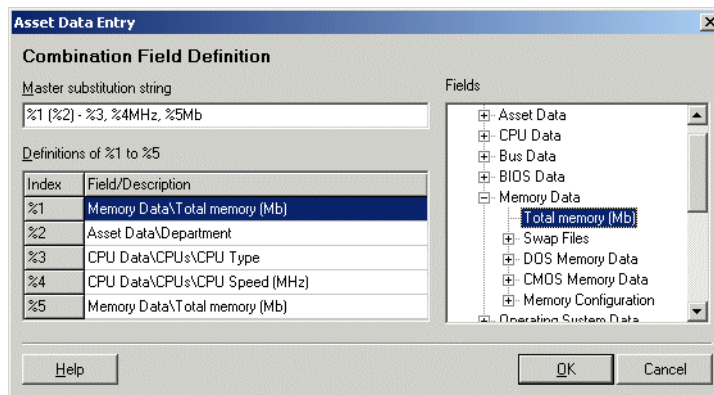 Asset Data Entry
Combination Field Definition
Master substitution string
%1 (%2) - %3, %4MHz, %5Mb
Definitions of %1 to %5
Index Field/Description
%1 Memory Data\Total memory (Mb)
%2 Asset Data\Department
%3 CPU Data\CPUs\CPU Type
%4 CPU Data\CPUs\CPU Speed (MHz)
%5 Memory Data\Total memory (Mb)
Fields
Asset Data
CPU Data
Bus Data
BIOS Data
Memory Data
Total memory (Mb)
Swap Files
DOS Memory Data
CMOS Memory Data
Memory Configuration
Operating System Data
Help
OK
Cancel